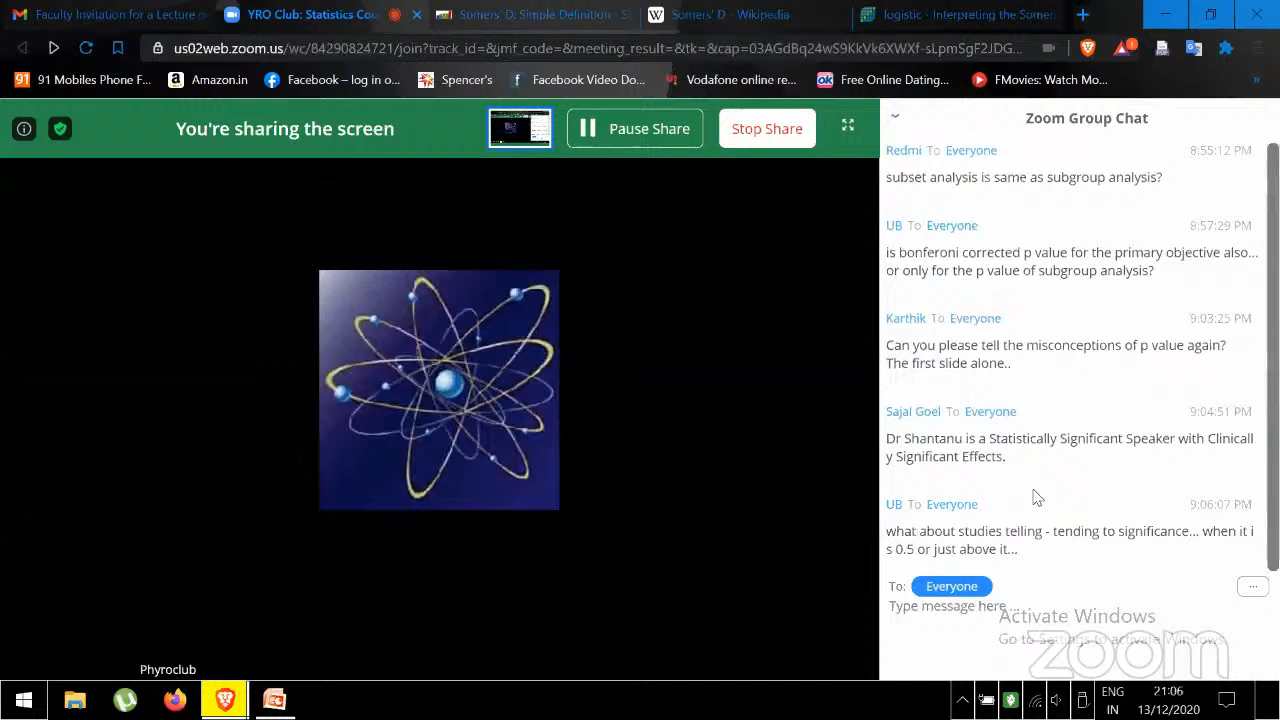 Faculty Invitation for a Lecture o
YRO Club: Statistics Cou
Somers' D: Simple Definition - S
Somers' D - Wikipedia
logistic - Interpreting the Somer
us02web.zoom.us/wc/84290824721/join?track_id=&jmf_code=&meeting_result=&tk=&cap=03AGdBq24wS9KkVk6XWXf-sLpmSgF2JDG...
91 Mobiles Phone F...
Amazon.in
Facebook – log in o...
Spencer's
Facebook Video Do...
Vodafone online re...
Free Online Dating...
FMovies: Watch Mo...
You're sharing the screen
Pause Share
Stop Share
Zoom Group Chat
Redmi To Everyone 8:55:12 PM
subset analysis is same as subgroup analysis?
UB To Everyone 8:57:29 PM
is bonferoni corrected p value for the primary objective also...
or only for the p value of subgroup analysis?
Karthik To Everyone 9:03:25 PM
Can you please tell the misconceptions of p value again?
The first slide alone..
Sajal Goel To Everyone 9:04:51 PM
Dr Shantanu is a Statistically Significant Speaker with Clinicall
y Significant Effects.
UB To Everyone 9:06:07 PM
what about studies telling - tending to significance... when it i
s 0.5 or just above it...
To: Everyone
Type message here ...
Activate Windows
Go to Settings to activate Windows.
zoom
Phyroclub
ENG
IN
21:06
13/12/2020